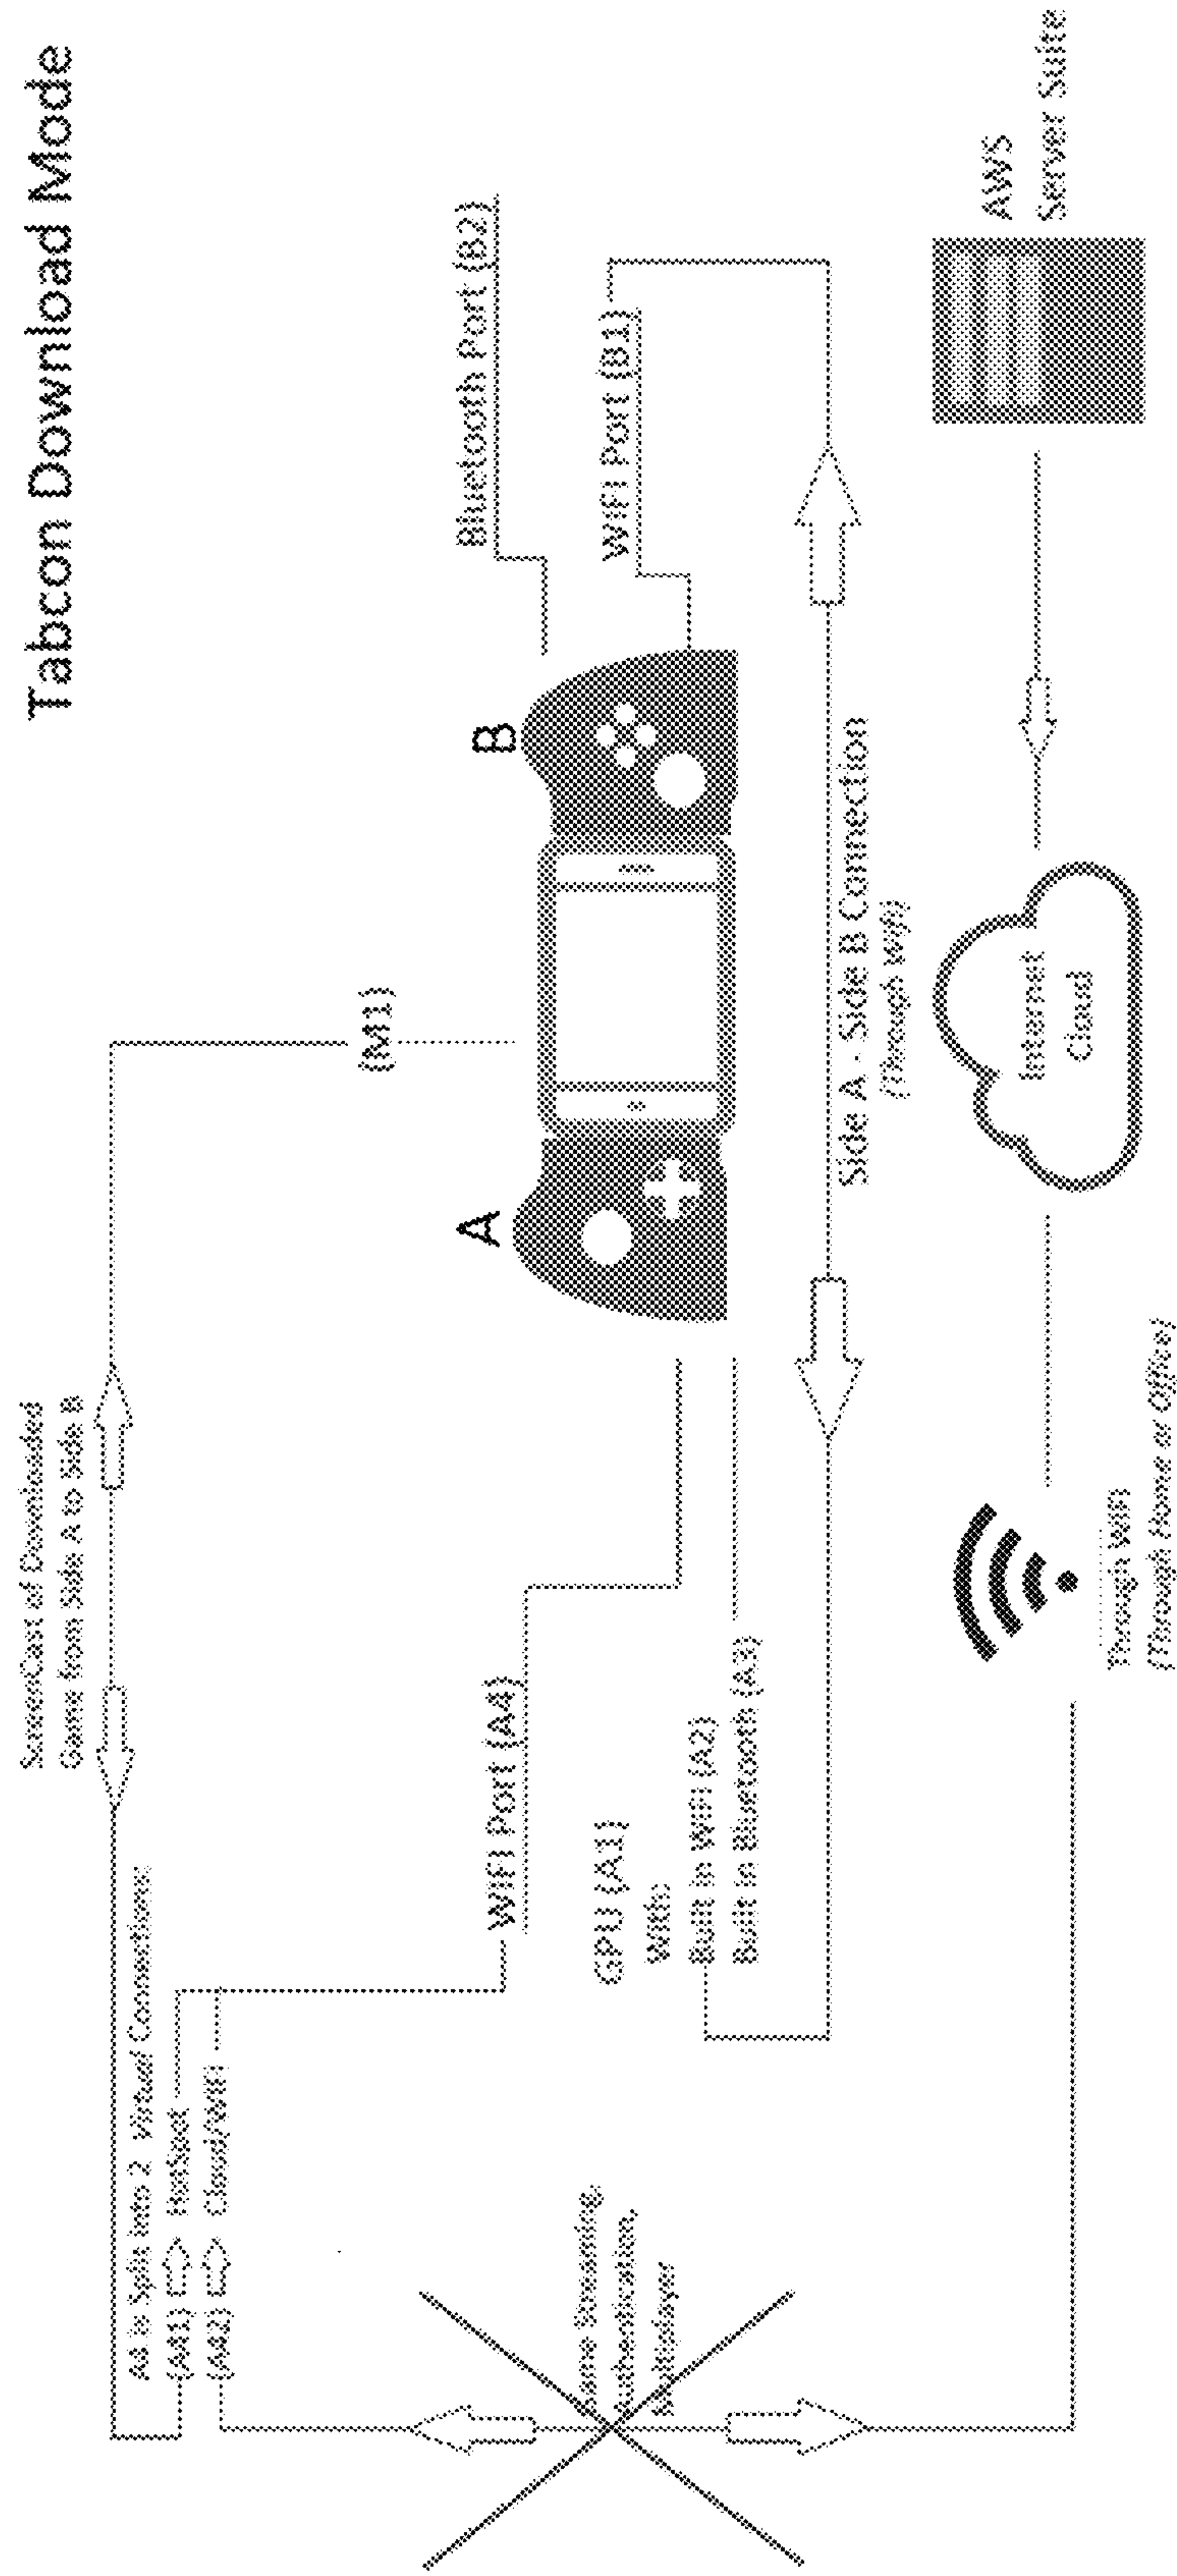 Tabcon Download Mode
ScreenCast of Downloaded
Game from Side A to Side B
A4 is Split into 2 Virtual Connections:
(A41) HotSpot
(A42) Cloud/WIFI
(M1)
A
B
Bluetooth Port (B2)
WIFI Port (B1)
WIFI Port (A4)
GPU (A1)
With:
Built in WIFI (A2)
Built in Bluetooth (A3)
Game Streaming,
Authentication,
Multiplayer
Side A - Side B Connection
(Through Wifi)
Through WIFI
(Through Home or Office)
Internet
Cloud
AWS
Server Suite